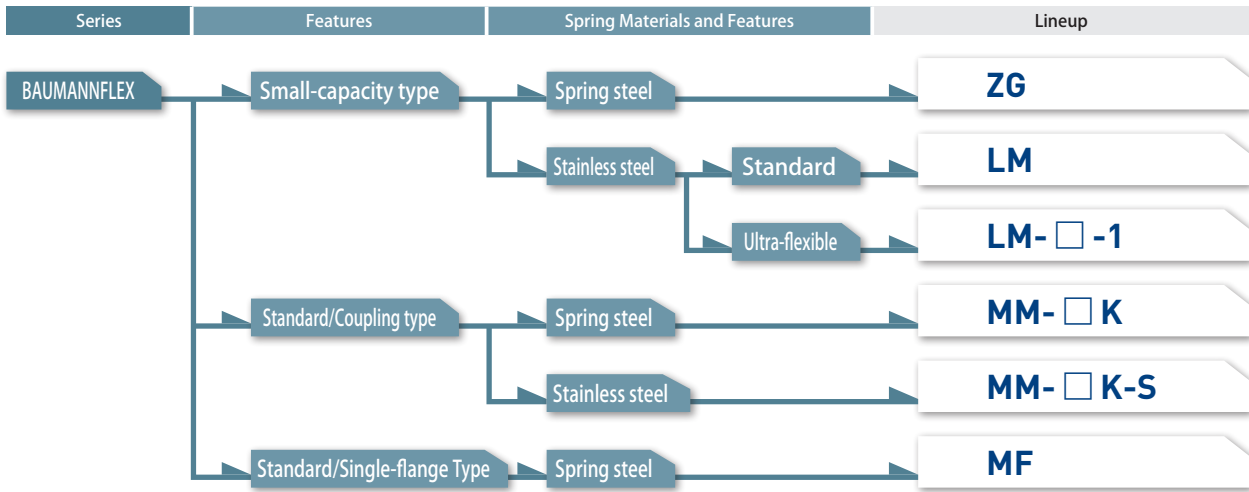 Series Features Spring Materials and Features Lineup
BAUMANNFLEX Small-capacity type Spring steel ZG
Stainless steel Standard LM
Ultra-flexible LM- □ -1
Standard/Coupling type Spring steel MM- □ K
Stainless steel MM- □ K-S
Standard/Single-flange Type Spring steel MF